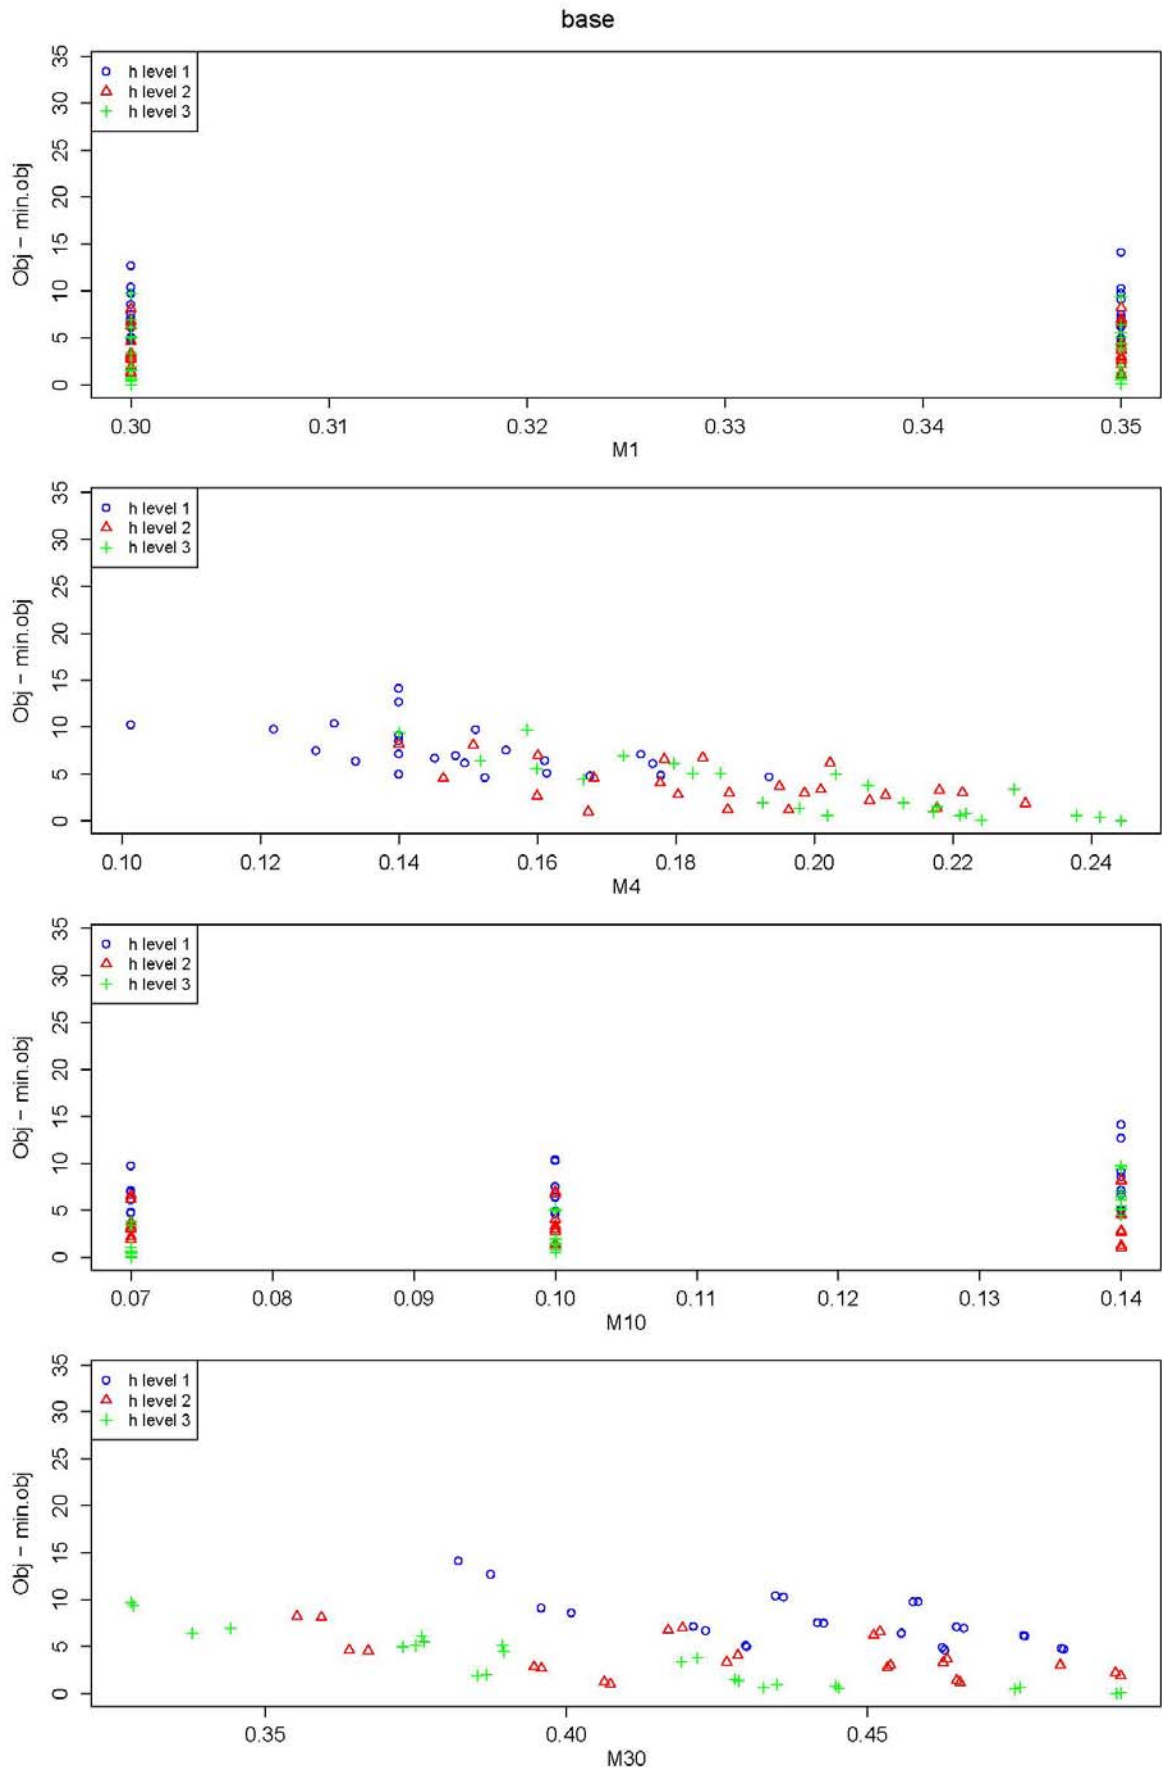 base
Obj − min.obj
35
30
25
20
15
10
5
0
h level 1
h level 2
h level 3
0.30 0.31 0.32 0.33 0.34 0.35
M1
Obj − min.obj
35
30
25
20
15
10
5
0
h level 1
h level 2
h level 3
0.10 0.12 0.14 0.16 0.18 0.20 0.22 0.24
M4
Obj − min.obj
35
30
25
20
15
10
5
0
h level 1
h level 2
h level 3
0.07 0.08 0.09 0.10 0.11 0.12 0.13 0.14
M10
Obj − min.obj
35
30
25
20
15
10
5
0
h level 1
h level 2
h level 3
0.35 0.40 0.45
M30